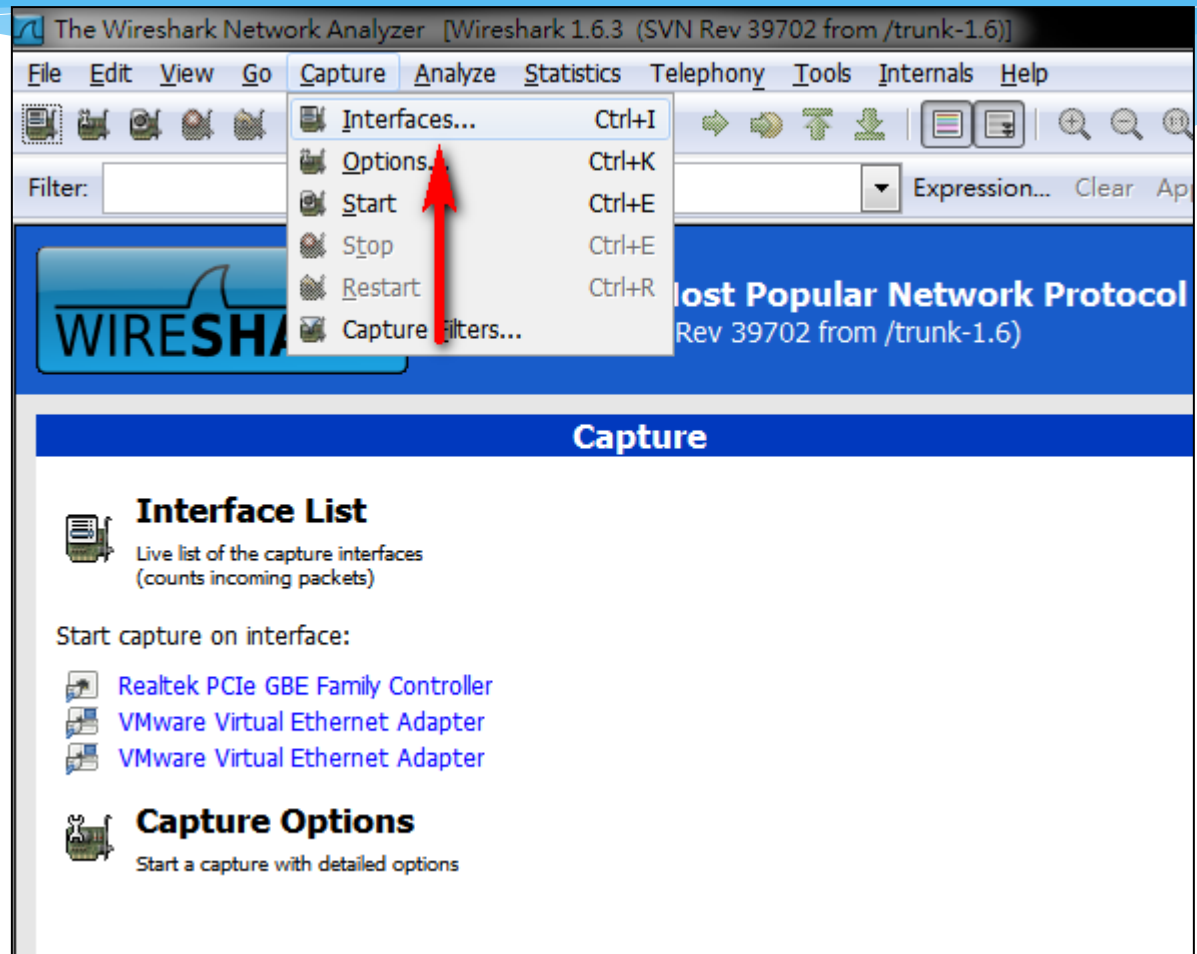 The Wireshark Network Analyzer [Wireshark 1.6.3 (SVN Rev 39702 from /trunk-1.6)]
File Edit View Go Capture Analyze Statistics Telephony Tools Internals Help
Interfaces... Ctrl+I
Options... Ctrl+K
Filter: Expression... Clear
Start Ctrl+E
Stop Ctrl+E
Restart Ctrl+R
Capture Filters...
Popular Network Protocol
Rev 39702 from /trunk-1.6)
Capture
Interface List
Live list of the capture interfaces
(counts incoming packets)
Start capture on interface:
Realtek PCIe GBE Family Controller
VMware Virtual Ethernet Adapter
VMware Virtual Ethernet Adapter
Capture Options
Start a capture with detailed options